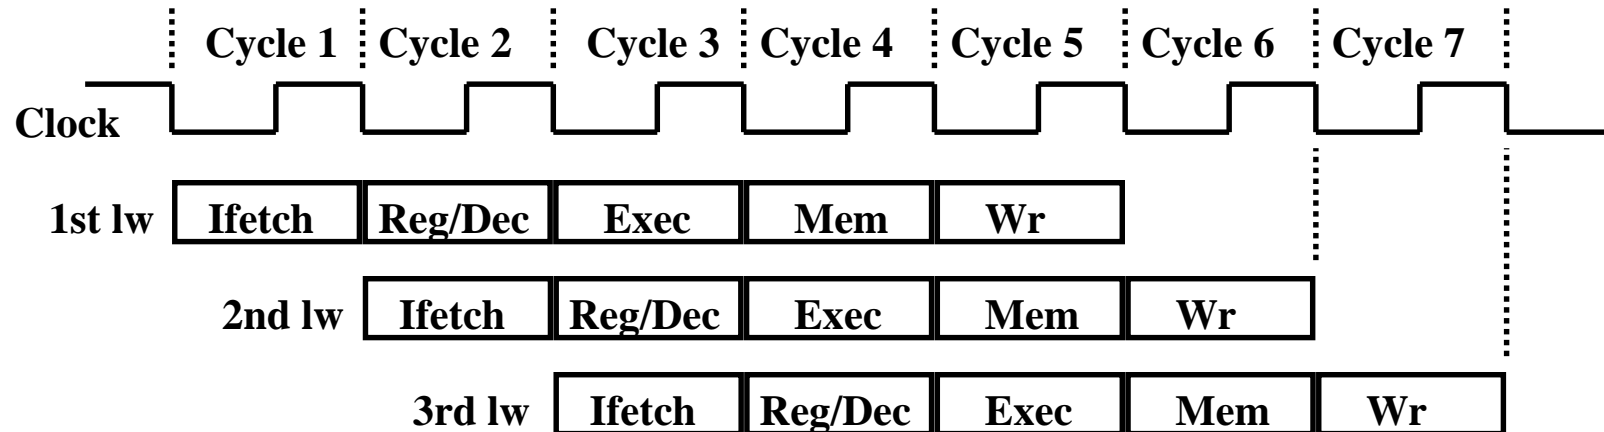 Cycle 1 Cycle 2 Cycle 3 Cycle 4 Cycle 5 Cycle 6 Cycle 7
Clock
1st lw Ifetch Reg/Dec Exec Mem Wr
2nd lw Ifetch Reg/Dec Exec Mem Wr
3rd lw Ifetch Reg/Dec Exec Mem Wr